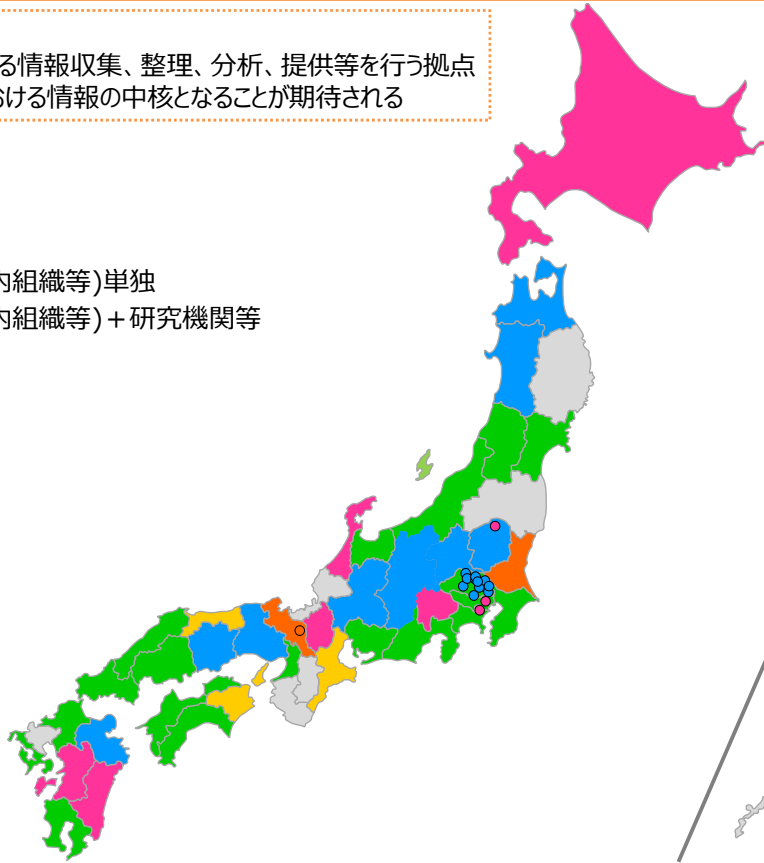 る情報収集、整理、分析、提供等を行う拠点
ける情報の中核となることが期待される
内組織等)単独
内組織等)+研究機関等